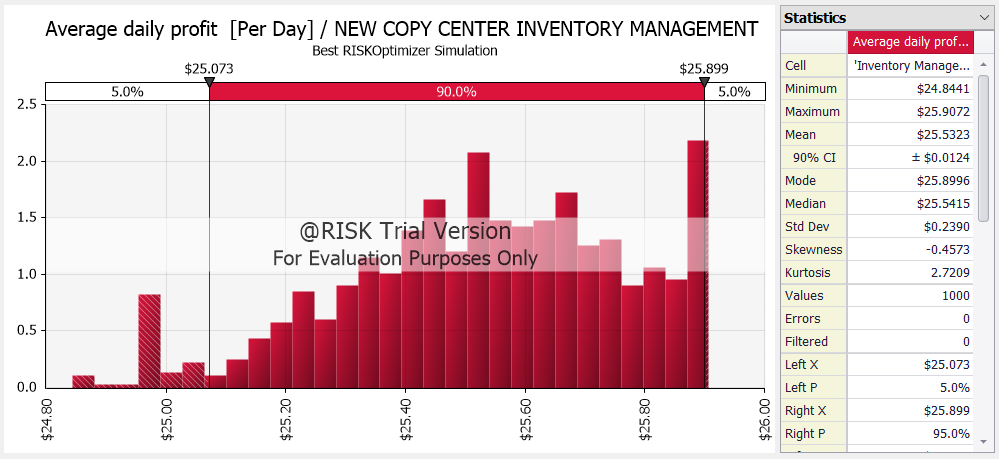 Average daily profit  [Per Day] / NEW COPY CENTER INVENTORY MANAGEMENT
Best RISKOptimizer Simulation
$25.073 $25.899
5.0% 90.0% 5.0%
2.5
2.0
1.5
1.0
0.5
0.0
@RISK Trial Version
For Evaluation Purposes Only
$24.80 $25.00 $25.20 $25.40 $25.60 $25.80 $26.00
Statistics
Average daily prof...
Cell 'Inventory Manage...
Minimum $24.8441
Maximum $25.9072
Mean $25.5323
90% CI ± $0.0124
Mode $25.8996
Median $25.5415
Std Dev $0.2390
Skewness -0.4573
Kurtosis 2.7209
Values 1000
Errors 0
Filtered 0
Left X $25.073
Left P 5.0%
Right X $25.899
Right P 95.0%